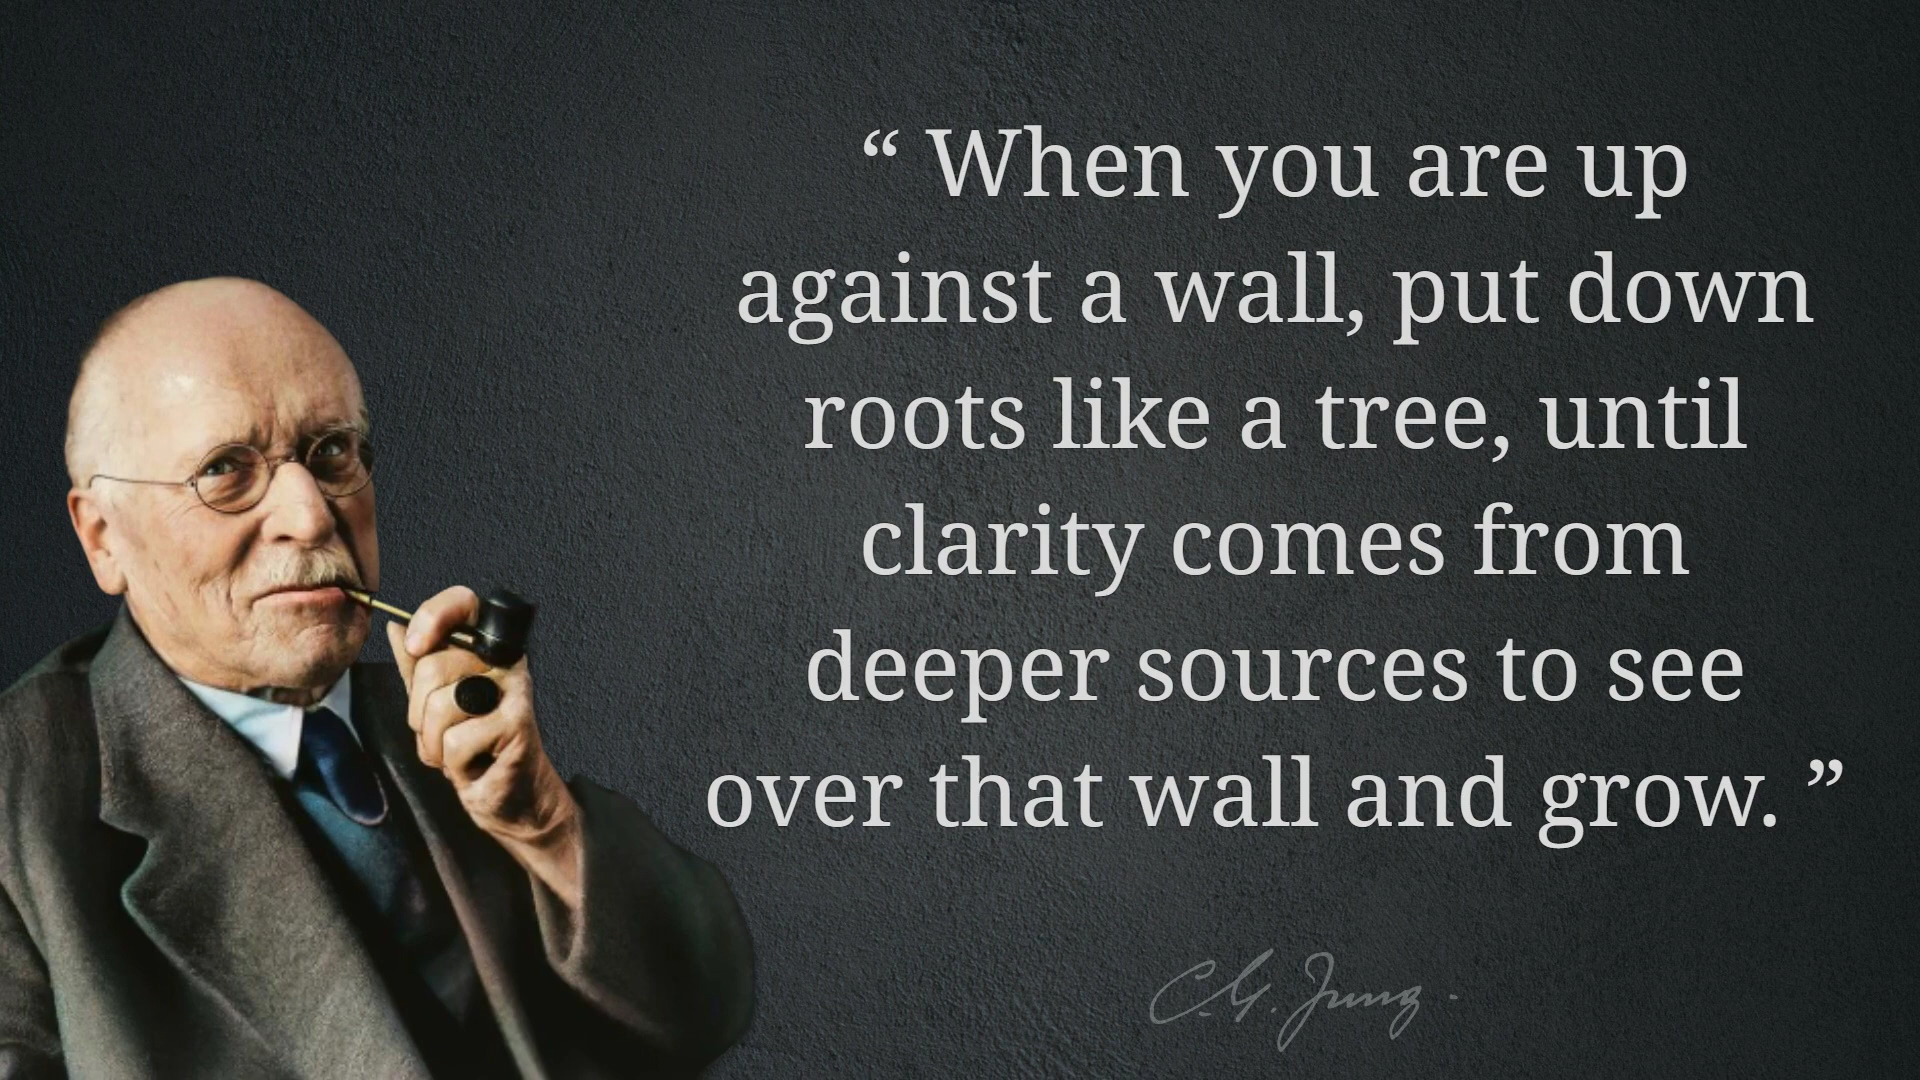 “ When you are up
against a wall, put down
roots like a tree, until
clarity comes from
deeper sources to see
over that wall and grow. ”
C.G. Jung.